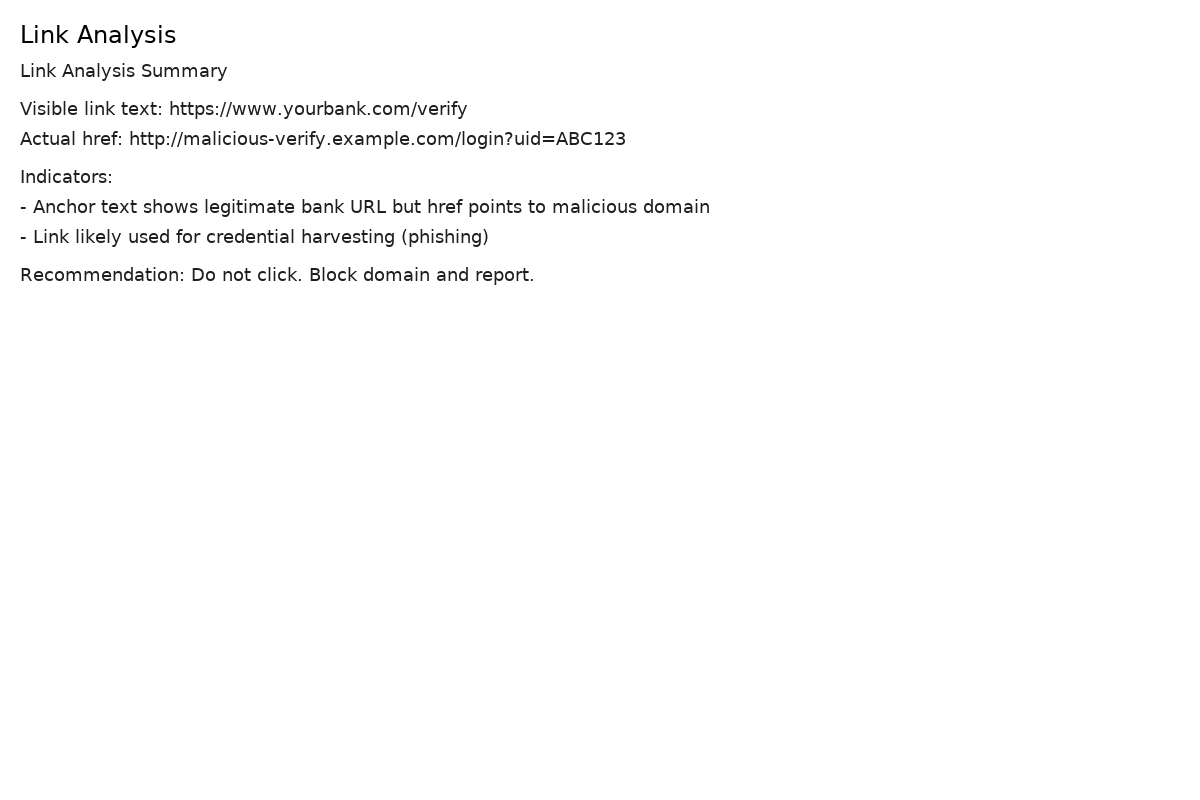 Link Analysis
Link Analysis Summary
Visible link text: https://www.yourbank.com/verify
Actual href: http://malicious-verify.example.com/login?uid=ABC123
Indicators:
- Anchor text shows legitimate bank URL but href points to malicious domain
- Link likely used for credential harvesting (phishing)
Recommendation: Do not click. Block domain and report.